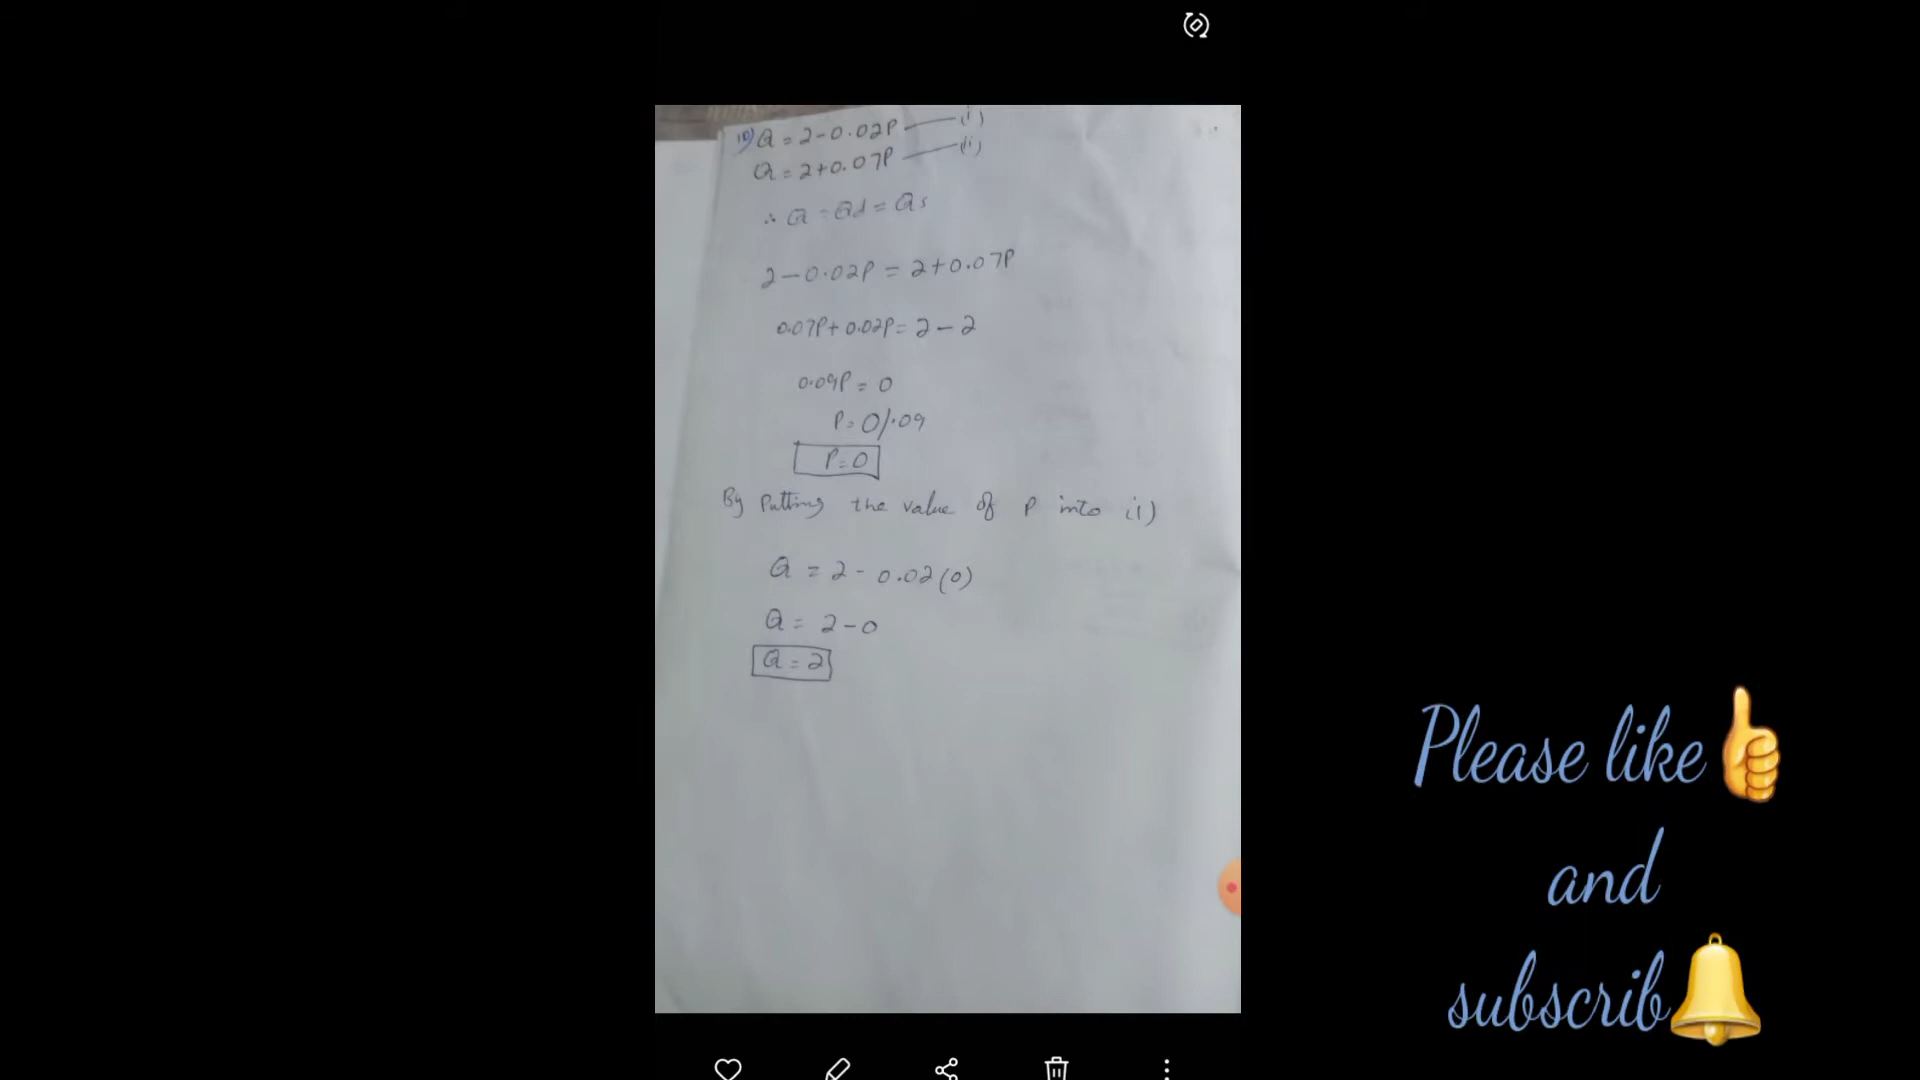 10) Q = 2-0.02P —— (i)
Q = 2+0.07P —— (ii)
∴ Q = Qd = Qs
2-0.02P = 2+0.07P
0.07P+0.02P = 2-2
0.09P = 0
P = 0/.09
P=0
By Putting the value of P into (i)
Q = 2 - 0.02(0)
Q = 2-0
Q = 2
Please like👍
and
subscrib🔔